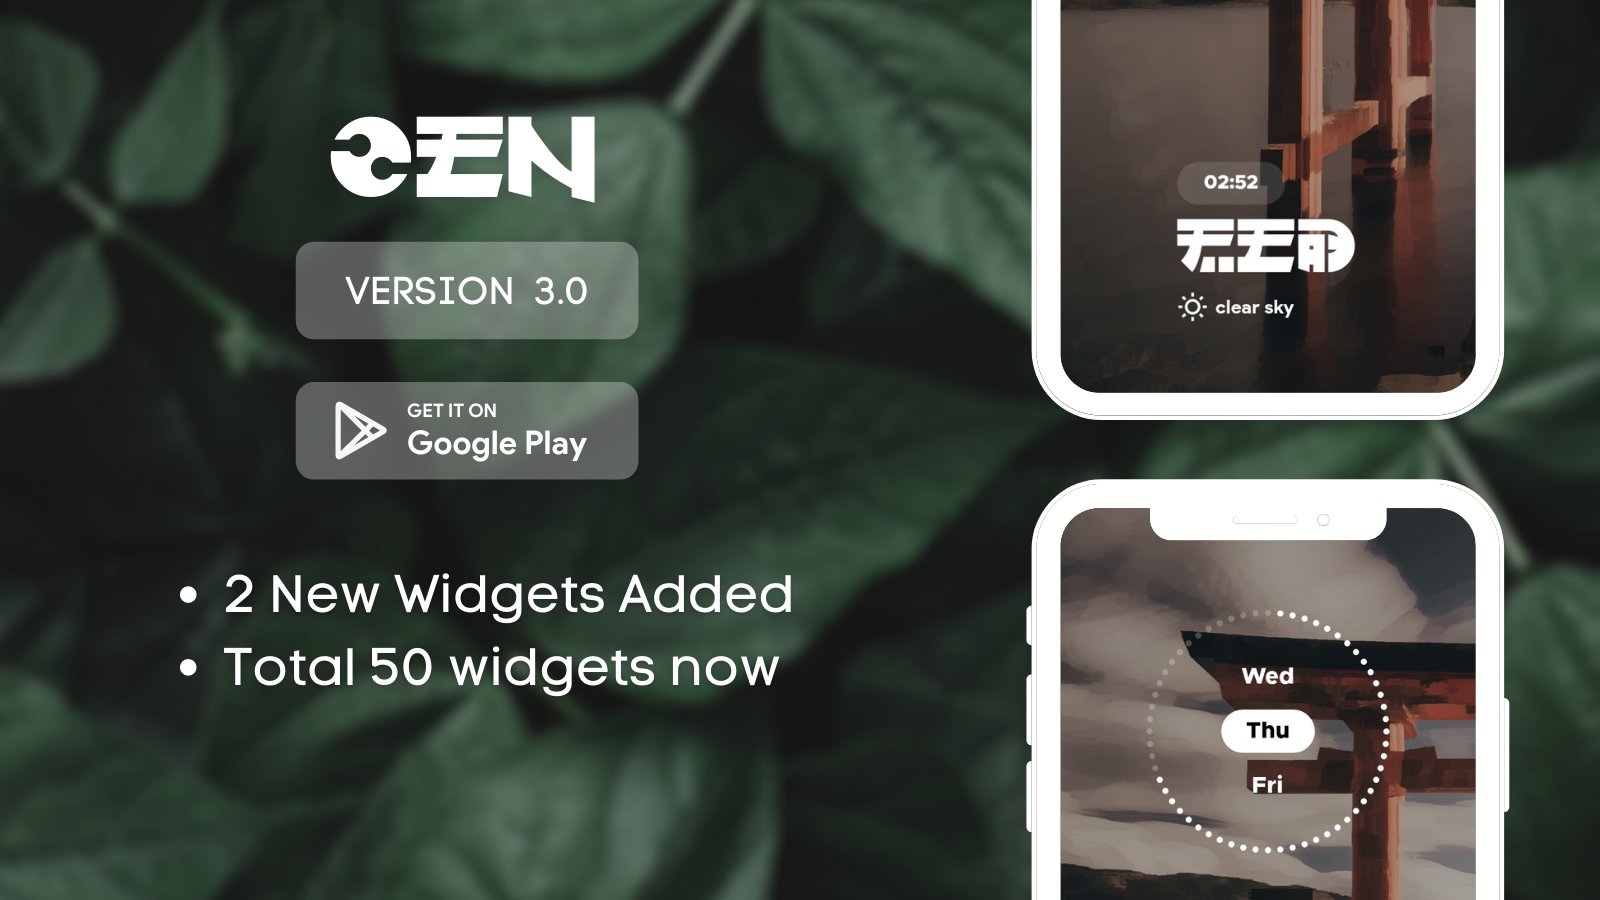 ZEN
VERSION 3.0
GET IT ON
Google Play
• 2 New Widgets Added
• Total 50 widgets now
02:52
FEB
clear sky
Wed
Thu
Fri